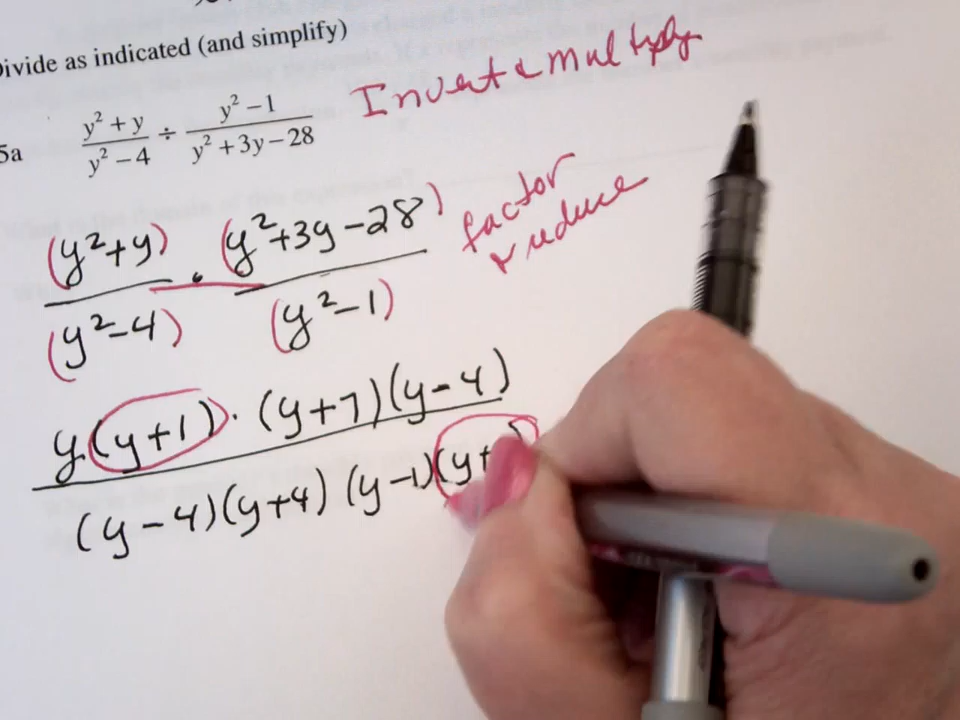 Divide as indicated (and simplify)
Invert & multiply
5a y² + y / y² − 4 ÷ y² − 1 / y² + 3y − 28
(y²+y) / (y²-4) · (y²+3y-28) / (y²-1)
factor
& reduce
y(y+1)·(y+7)(y-4)
(y-4)(y+4)(y-1)(y+